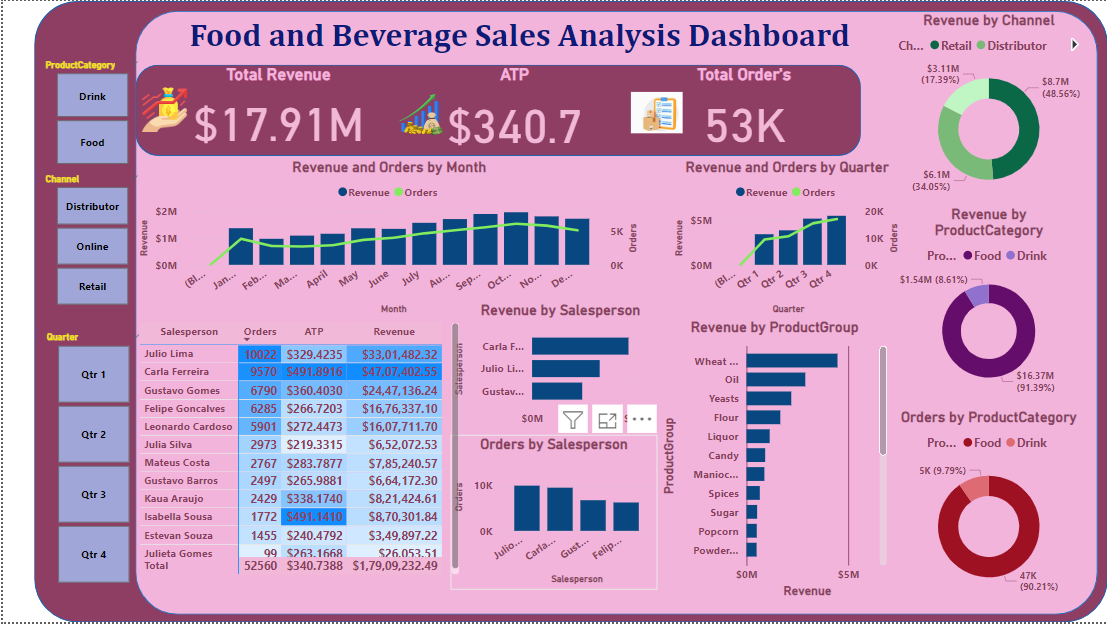 Food and Beverage Sales Analysis Dashboard
ProductCategory
Drink
Food
Channel
Distributor
Online
Retail
Quarter
Qtr 1
Qtr 2
Qtr 3
Qtr 4
Total Revenue
$17.91M
ATP
$340.7
Total Order's
53K
Revenue and Orders by Month
Revenue Orders
Revenue
$2M
$1M
$0M
5K
0K
Orders
(Bl... Jan... Feb... Ma... April May June July Au... Sep... Oct... No... De...
Month
Revenue and Orders by Quarter
Revenue Orders
Revenue
$5M
$0M
20K
10K
0K
Orders
(Bl... Qtr 1 Qtr 2 Qtr 3 Qtr 4
Quarter
Salesperson Orders ATP Revenue
Julio Lima 10022 $329.4235 $33,01,482.32
Carla Ferreira 9570 $491.8916 $47,07,402.55
Gustavo Gomes 6790 $360.4030 $24,47,136.24
Felipe Goncalves 6285 $266.7203 $16,76,337.10
Leonardo Cardoso 5901 $272.4473 $16,07,711.70
Julia Silva 2973 $219.3315 $6,52,072.53
Mateus Costa 2767 $283.7877 $7,85,240.57
Gustavo Barros 2497 $265.9881 $6,64,172.30
Kaua Araujo 2429 $338.1740 $8,21,424.61
Isabella Sousa 1772 $491.1410 $8,70,301.84
Estevan Souza 1455 $240.4792 $3,49,897.22
Julieta Gomes 99 $263.1668 $26,053.51
Total 52560 $340.7388 $1,79,09,232.49
Revenue by Salesperson
Salesperson
Carla F...
Julio Li...
Gustav...
$0M
Orders by Salesperson
Orders
10K
0K
Julio... Carla... Gust... Felip...
Salesperson
Revenue by ProductGroup
ProductGroup
Wheat ...
Oil
Yeasts
Flour
Liquor
Candy
Manioc...
Spices
Sugar
Popcorn
Powder...
$0M $5M
Revenue
Revenue by Channel
Ch... Retail Distributor
$3.11M
(17.39%)
$8.7M
(48.56%)
$6.1M
(34.05%)
Revenue by
ProductCategory
Pro... Food Drink
$1.54M (8.61%)
$16.37M
(91.39%)
Orders by ProductCategory
Pro... Food Drink
5K (9.79%)
47K
(90.21%)